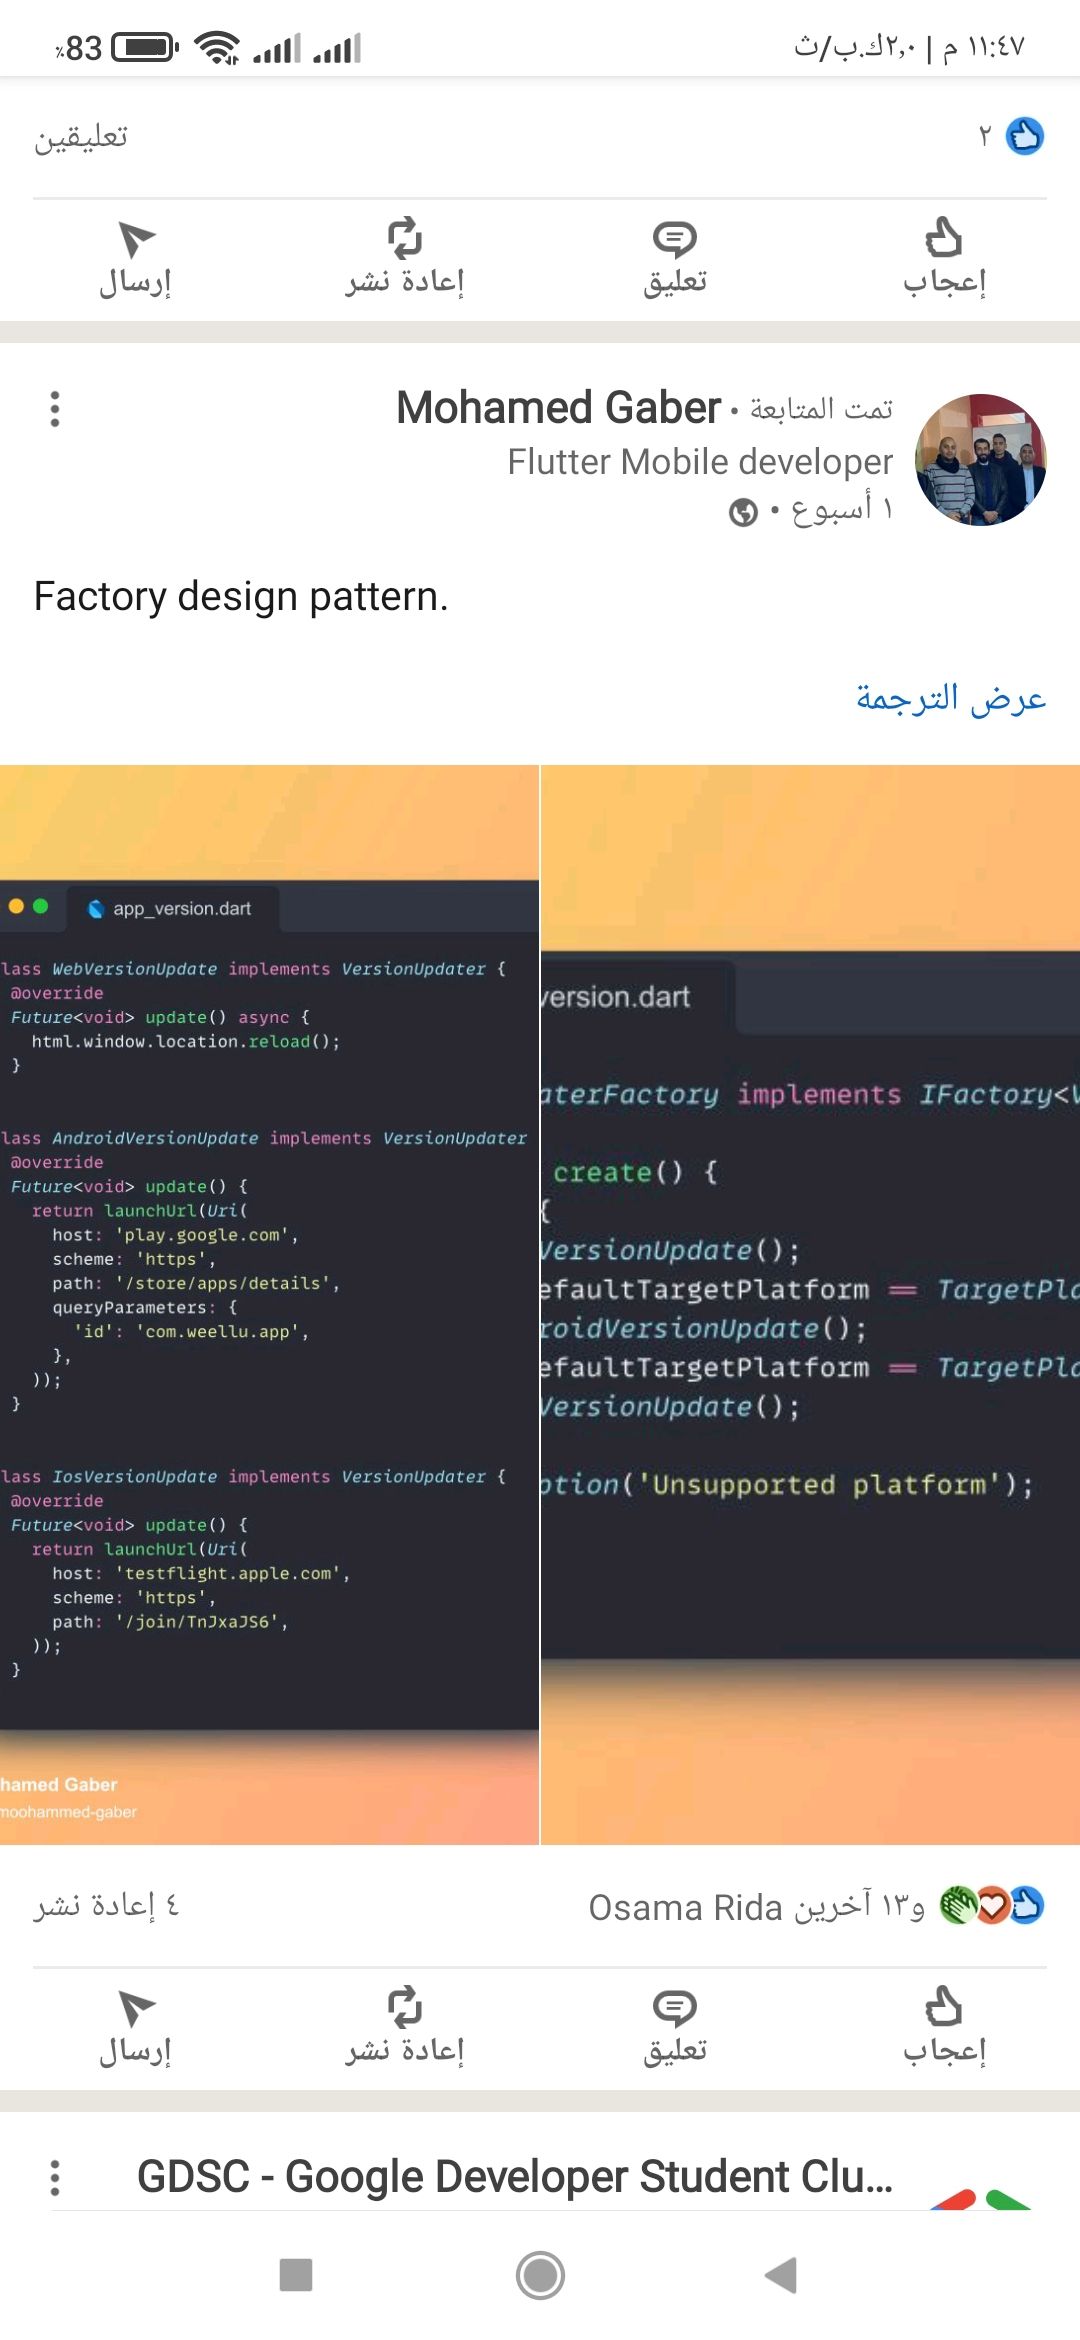 ١١:٤٧ م | ٢,٠ك.ب/ث
83٪
٢
تعليقين
إعجاب
تعليق
إعادة نشر
إرسال
Mohamed Gaber • تمت المتابعة
Flutter Mobile developer
١ أسبوع •
Factory design pattern.
عرض الترجمة
app_version.dart
lass WebVersionUpdate implements VersionUpdater {
@override
Future<void> update() async {
html.window.location.reload();
}
lass AndroidVersionUpdate implements VersionUpdater
@override
Future<void> update() {
return launchUrl(Uri(
host: 'play.google.com',
scheme: 'https',
path: '/store/apps/details',
queryParameters: {
'id': 'com.weellu.app',
},
));
}
lass IosVersionUpdate implements VersionUpdater {
@override
Future<void> update() {
return launchUrl(Uri(
host: 'testflight.apple.com',
scheme: 'https',
path: '/join/TnJxaJS6',
));
}
hamed Gaber
moohammed-gaber
version.dart
aterFactory implements IFactory<V
create() {
{
VersionUpdate();
efaultTargetPlatform == TargetPla
roidVersionUpdate();
efaultTargetPlatform == TargetPla
VersionUpdate();
ption('Unsupported platform');
Osama Rida و١٣ آخرين
٤ إعادة نشر
إعجاب
تعليق
إعادة نشر
إرسال
GDSC - Google Developer Student Clu...